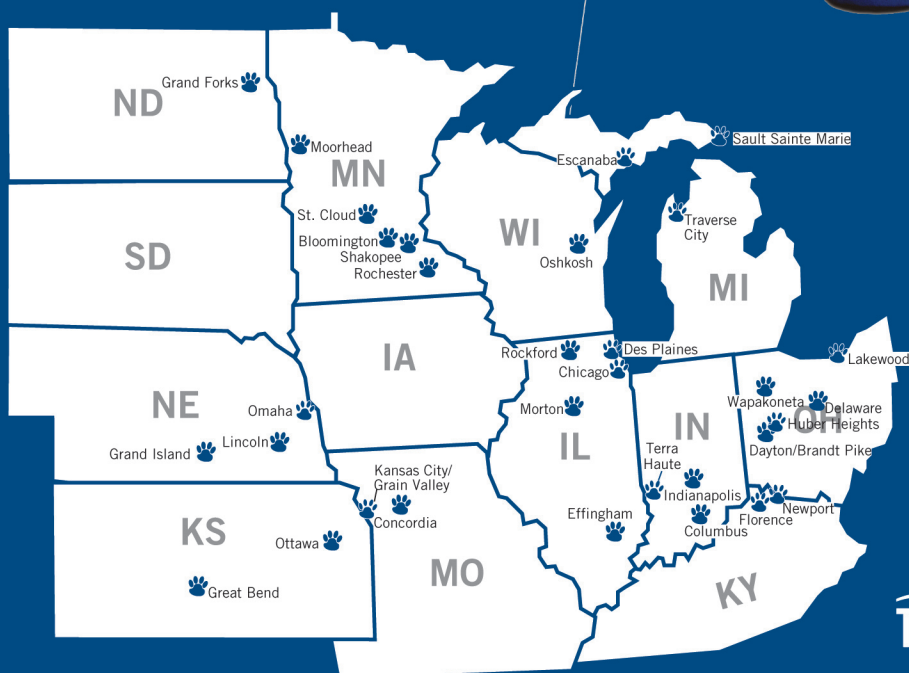 Grand Forks
ND
Moorhead
MN
Sault Sainte Marie
Escanaba
St. Cloud
Bloomington
Shakopee
Rochester
WI
Oshkosh
Traverse
City
MI
SD
IA
Rockford
Des Plaines
Chicago
Lakewood
NE
Omaha
Lincoln
Grand Island
Morton
IL
IN
Wapakoneta
Delaware
OH
Huber Heights
Dayton/Brandt Pike
Kansas City/
Grain Valley
Concordia
Terra
Haute
Indianapolis
Columbus
Effingham
Florence
Newport
KS
Ottawa
Great Bend
MO
KY